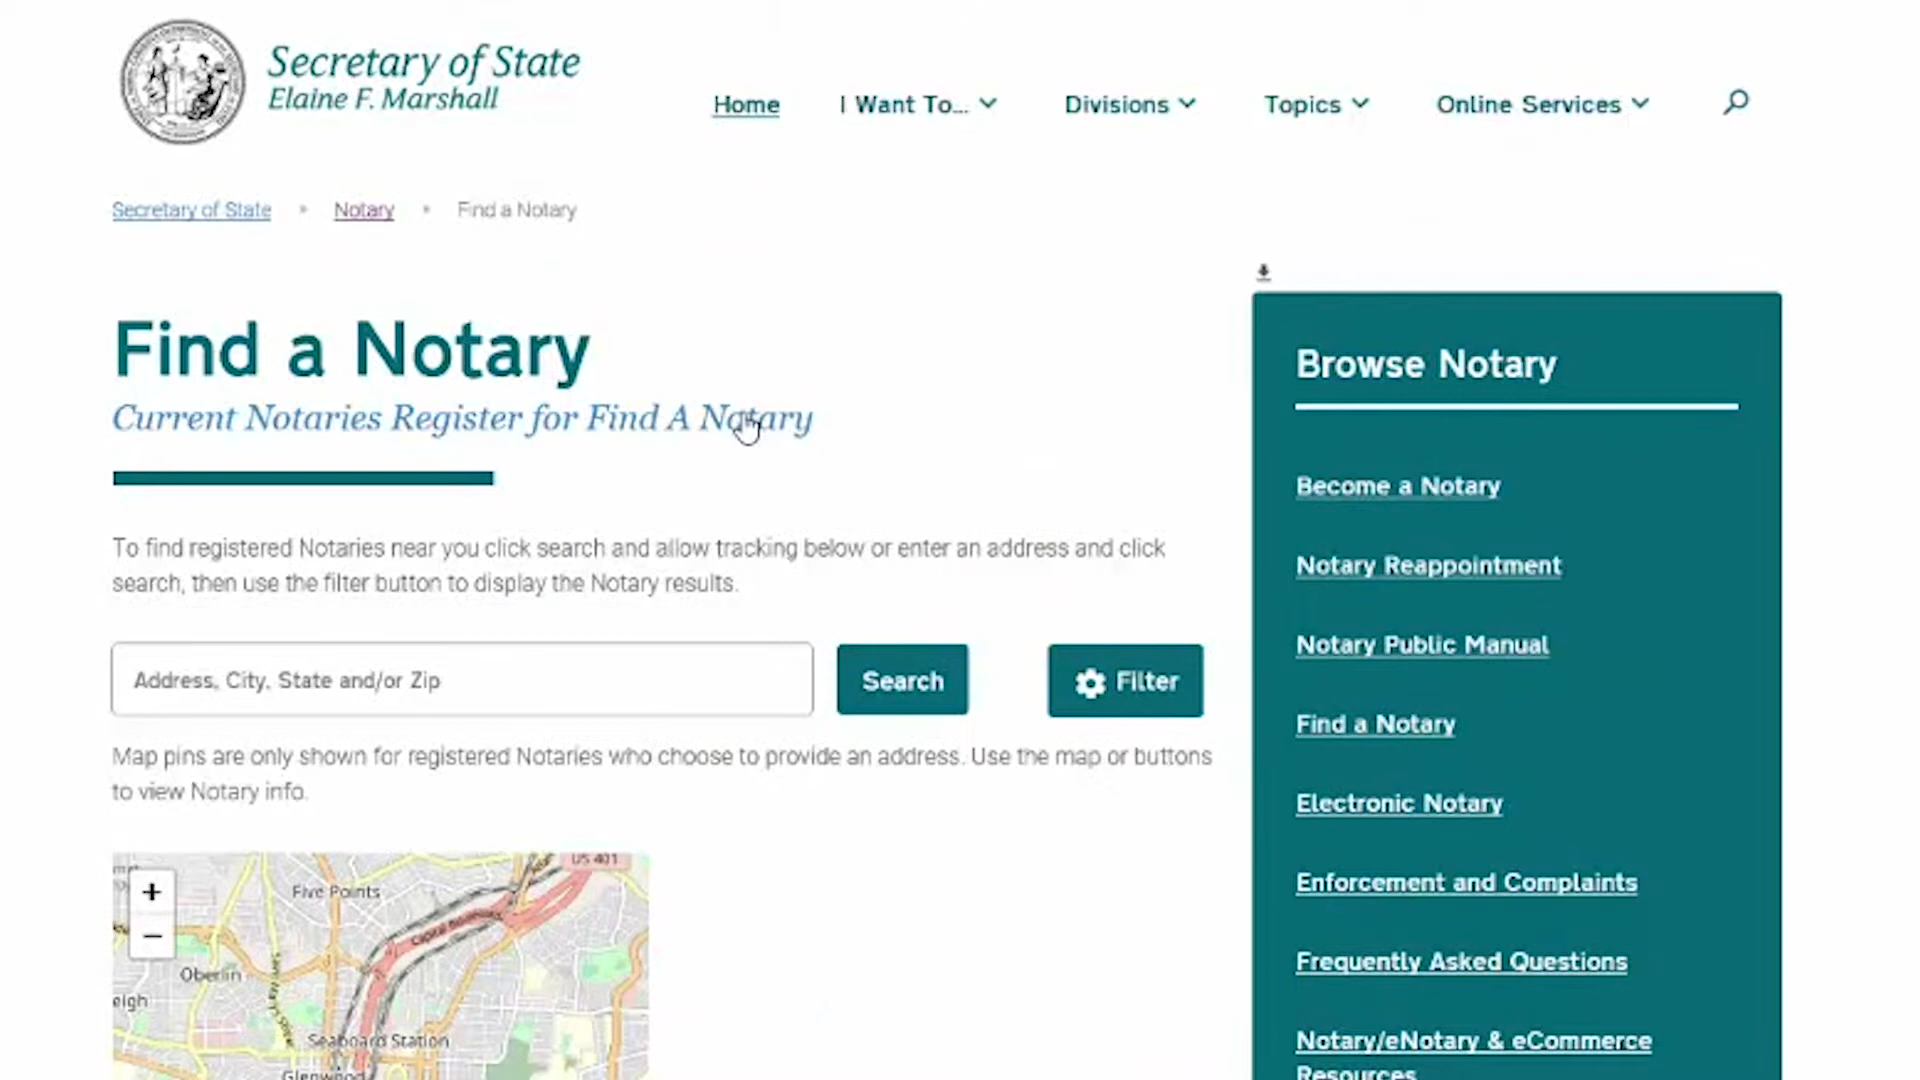 Secretary of State
Elaine F. Marshall
Home
I Want To...
Divisions
Topics
Online Services
Secretary of State
Notary
Find a Notary
Find a Notary
Current Notaries Register for Find A Notary
To find registered Notaries near you click search and allow tracking below or enter an address and click
search, then use the filter button to display the Notary results.
Address, City, State and/or Zip
Search
Filter
Map pins are only shown for registered Notaries who choose to provide an address. Use the map or buttons
to view Notary info.
+
−
US 401
Five Points
Capital Boulevard
Oberlin
eigh
Seaboard Station
Glenwood
Browse Notary
Become a Notary
Notary Reappointment
Notary Public Manual
Find a Notary
Electronic Notary
Enforcement and Complaints
Frequently Asked Questions
Notary/eNotary & eCommerce
Resources